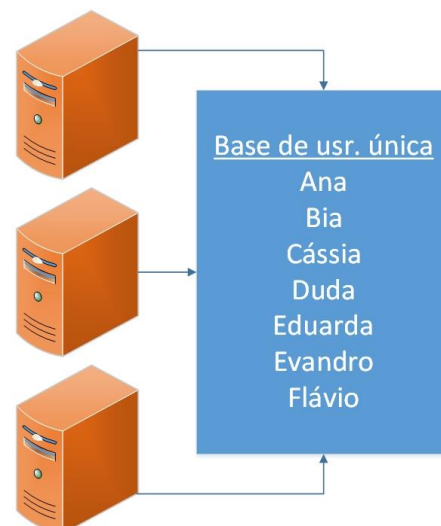 Base de usr. única
Ana
Bia
Cássia
Duda
Eduarda
Evandro
Flávio